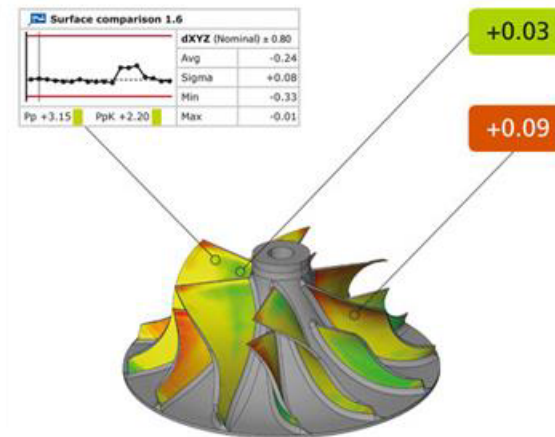 Surface comparison 1.6
dXYZ (Nominal) ± 0.80
Avg -0.24
Sigma +0.08
Min -0.33
Max -0.01
Pp +3.15 PpK +2.20
+0.03
+0.09